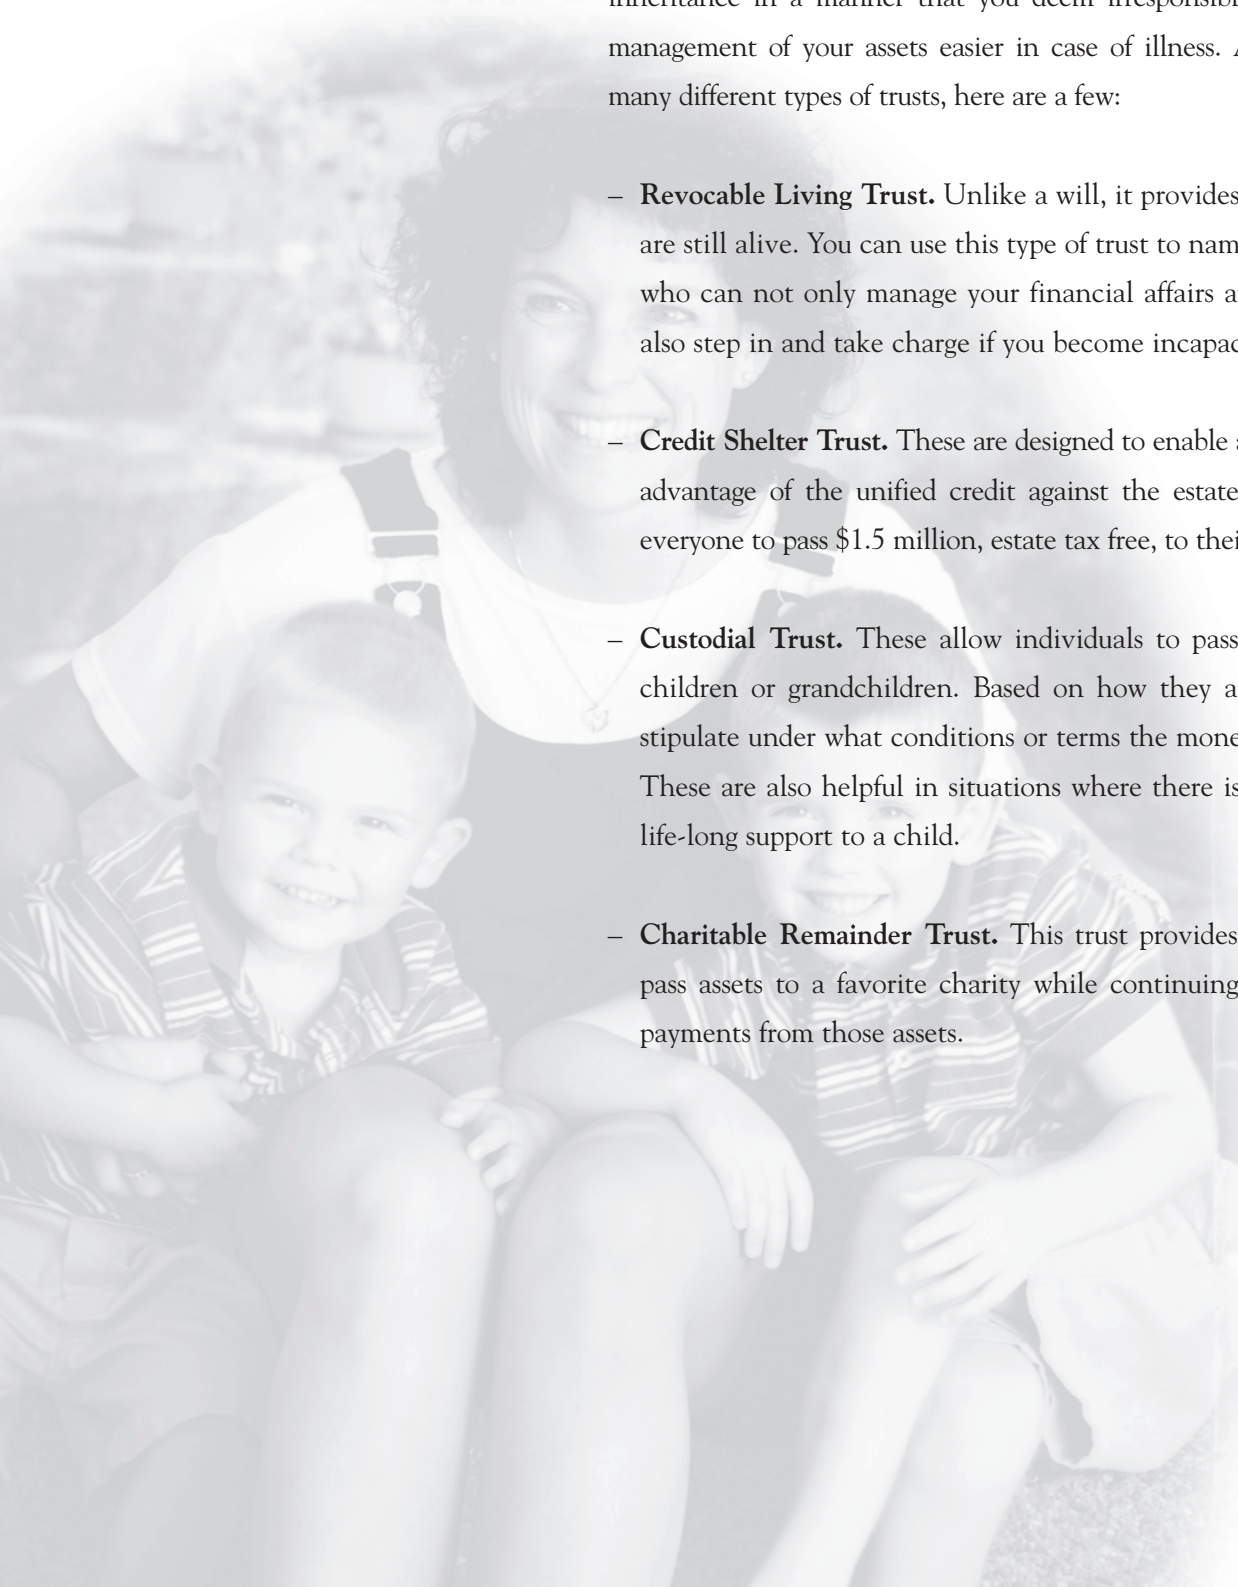 inheritance in a manner that you deem
management of your assets easier in case of illness.
many different types of trusts, here are a few:
– Revocable Living Trust. Unlike a will, it provides
are still alive. You can use this type of trust to
who can not only manage your financial affairs
also step in and take charge if you become
– Credit Shelter Trust. These are designed to enable
advantage of the unified credit against the estate
everyone to pass $1.5 million, estate tax free, to
– Custodial Trust. These allow individuals to pass
children or grandchildren. Based on how they
stipulate under what conditions or terms the
These are also helpful in situations where there is
life-long support to a child.
– Charitable Remainder Trust. This trust provides
pass assets to a favorite charity while continuing
payments from those assets.